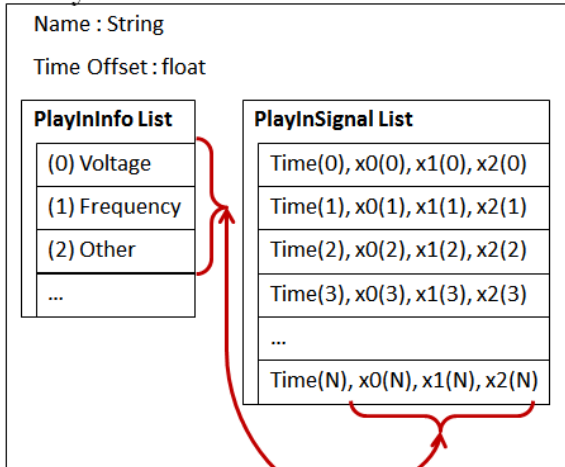 Name : String
Time Offset : float
PlayInInfo List
(0) Voltage
(1) Frequency
(2) Other
...
PlayInSignal List
Time(0), x0(0), x1(0), x2(0)
Time(1), x0(1), x1(1), x2(1)
Time(2), x0(2), x1(2), x2(2)
Time(3), x0(3), x1(3), x2(3)
...
Time(N), x0(N), x1(N), x2(N)